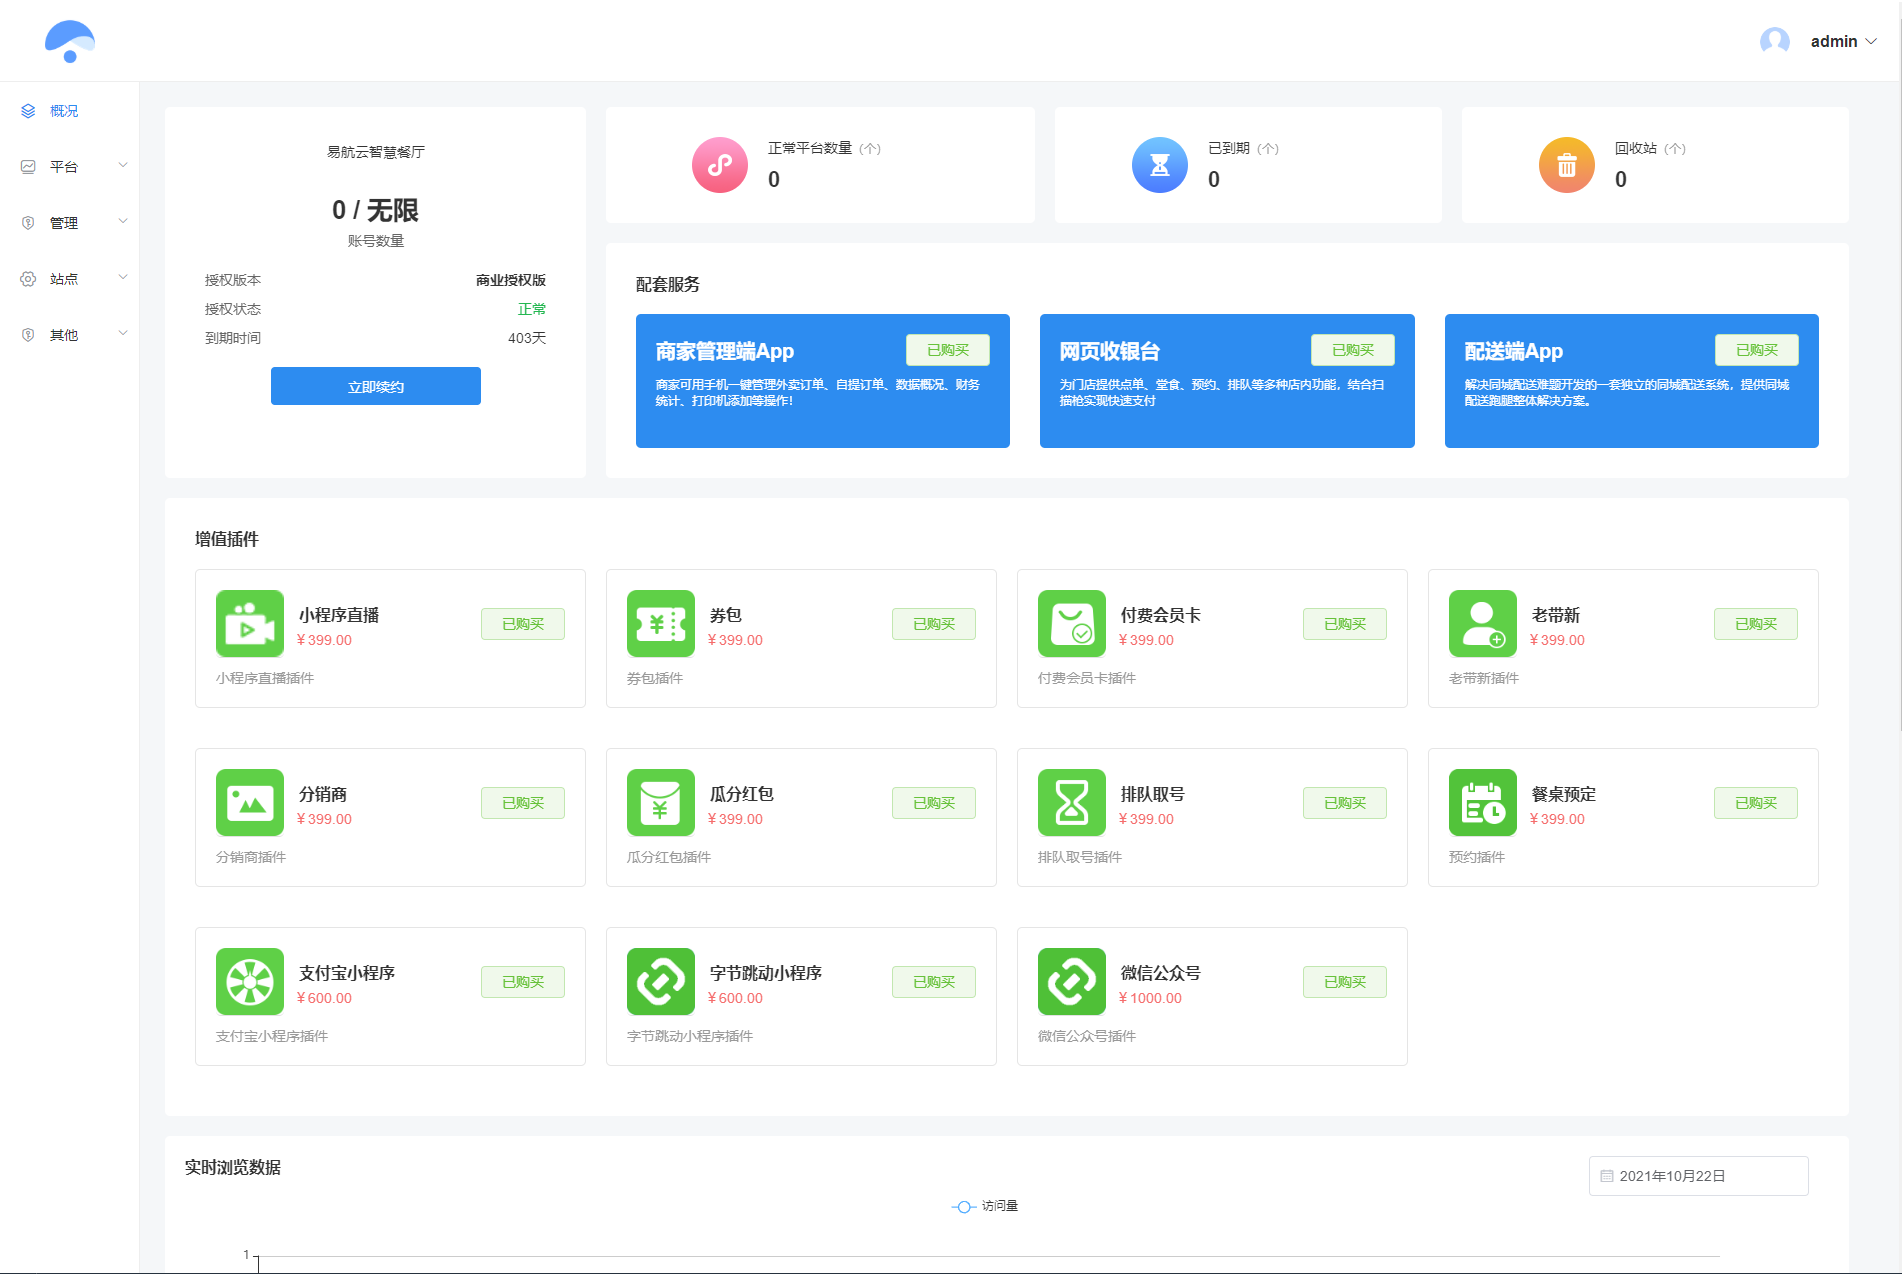 admin
概况
平台
管理
站点
其他
易航云智慧餐厅
0 / 无限
账号数量
授权版本 商业授权版
授权状态 正常
到期时间 403天
立即续约
正常平台数量 (个)
0
已到期 (个)
0
回收站 (个)
0
配套服务
商家管理端App 已购买
商家可用手机一键管理外卖订单、自提订单、数据概况、财务
统计、打印机添加等操作！
网页收银台 已购买
为门店提供点单、堂食、预约、排队等多种店内功能，结合扫
描枪实现快速支付
配送端App 已购买
解决同城配送难题开发的一套独立的同城配送系统，提供同城
配送跑腿整体解决方案。
增值插件
小程序直播
¥ 399.00
已购买
小程序直播插件
券包
¥ 399.00
已购买
券包插件
付费会员卡
¥ 399.00
已购买
付费会员卡插件
老带新
¥ 399.00
已购买
老带新插件
分销商
¥ 399.00
已购买
分销商插件
瓜分红包
¥ 399.00
已购买
瓜分红包插件
排队取号
¥ 399.00
已购买
排队取号插件
餐桌预定
¥ 399.00
已购买
预约插件
支付宝小程序
¥ 600.00
已购买
支付宝小程序插件
字节跳动小程序
¥ 600.00
已购买
字节跳动小程序插件
微信公众号
¥ 1000.00
已购买
微信公众号插件
实时浏览数据
2021年10月22日
访问量
1